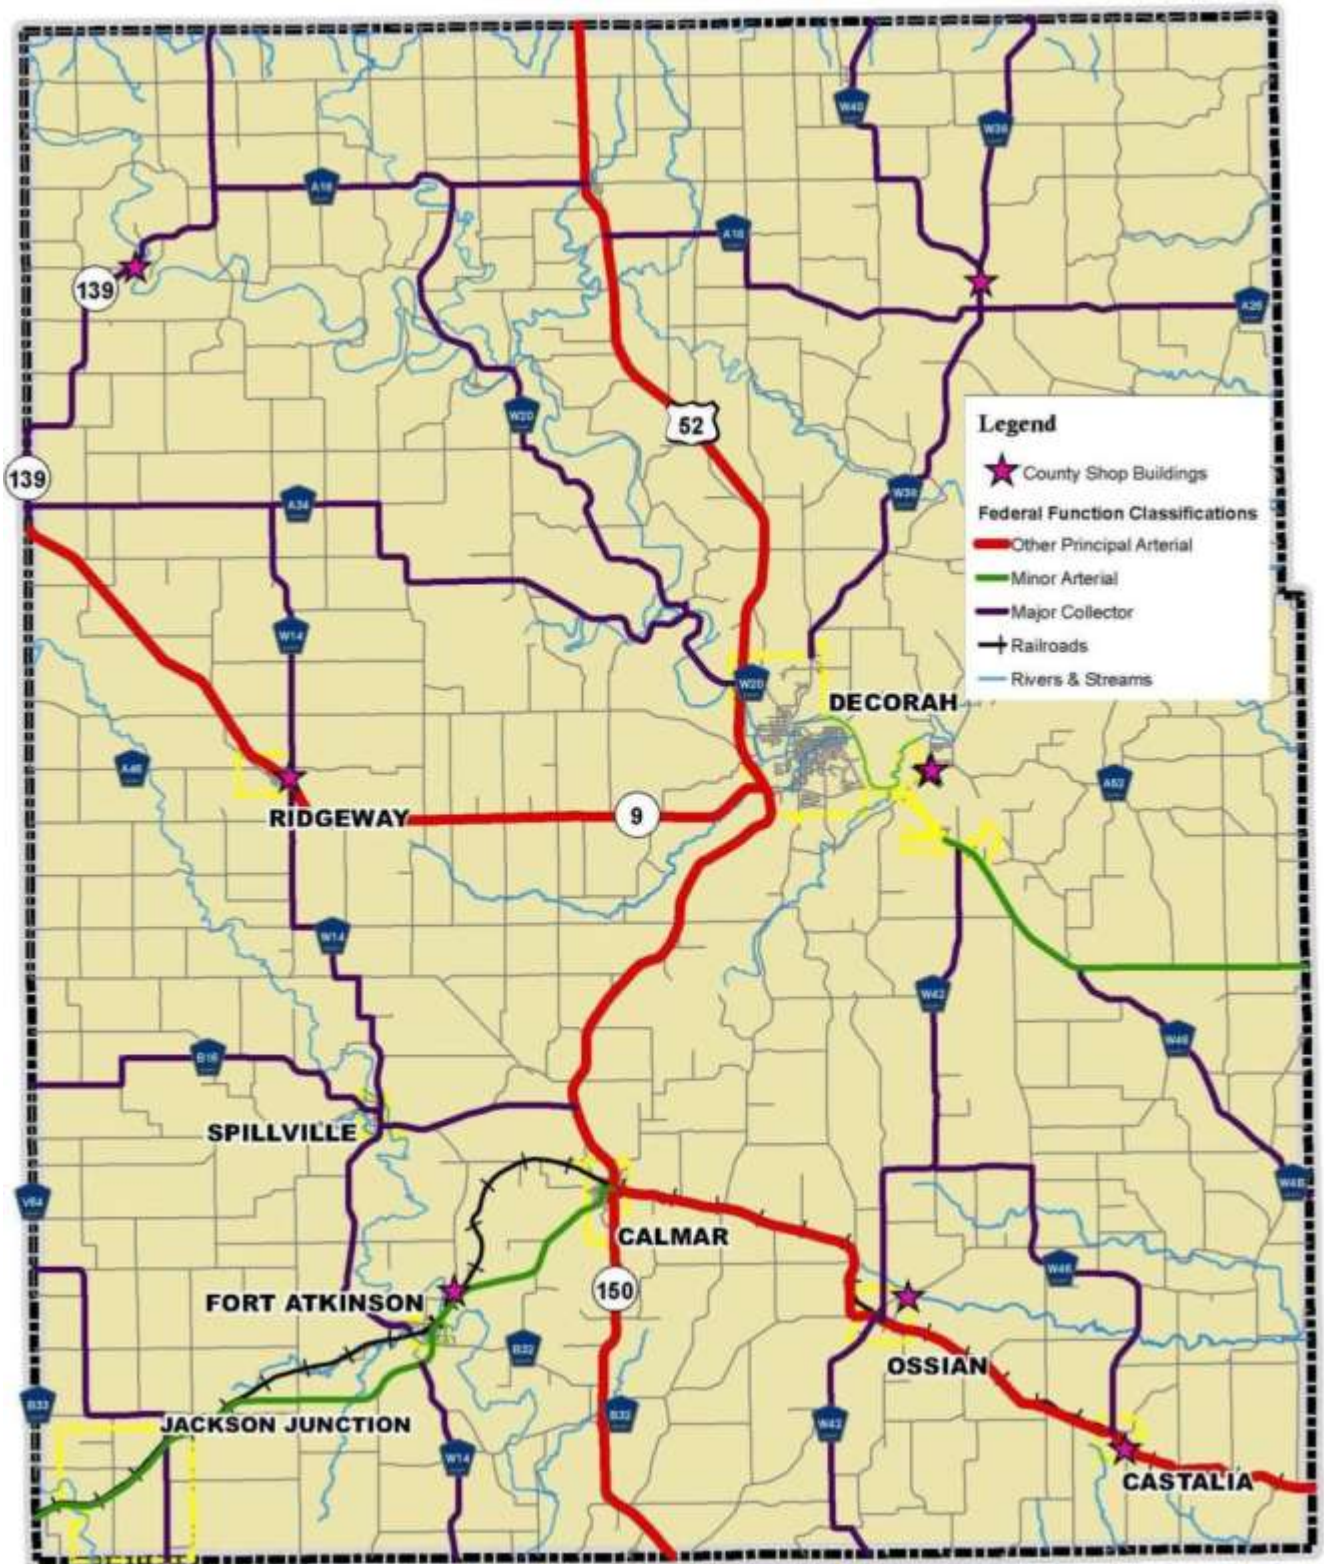 W40
W38
A18
A18
139
A26
W20
52
Legend
County Shop Buildings
139
W38
Federal Function Classifications
A34
Other Principal Arterial
Minor Arterial
W14
Major Collector
Railroads
W20
Rivers & Streams
DECORAH
A46
A52
RIDGEWAY
9
W14
W42
W46
B16
SPILLVILLE
V64
CALMAR
W46
150
FORT ATKINSON
B32
OSSIAN
B33
B32
JACKSON JUNCTION
W42
W14
CASTALIA